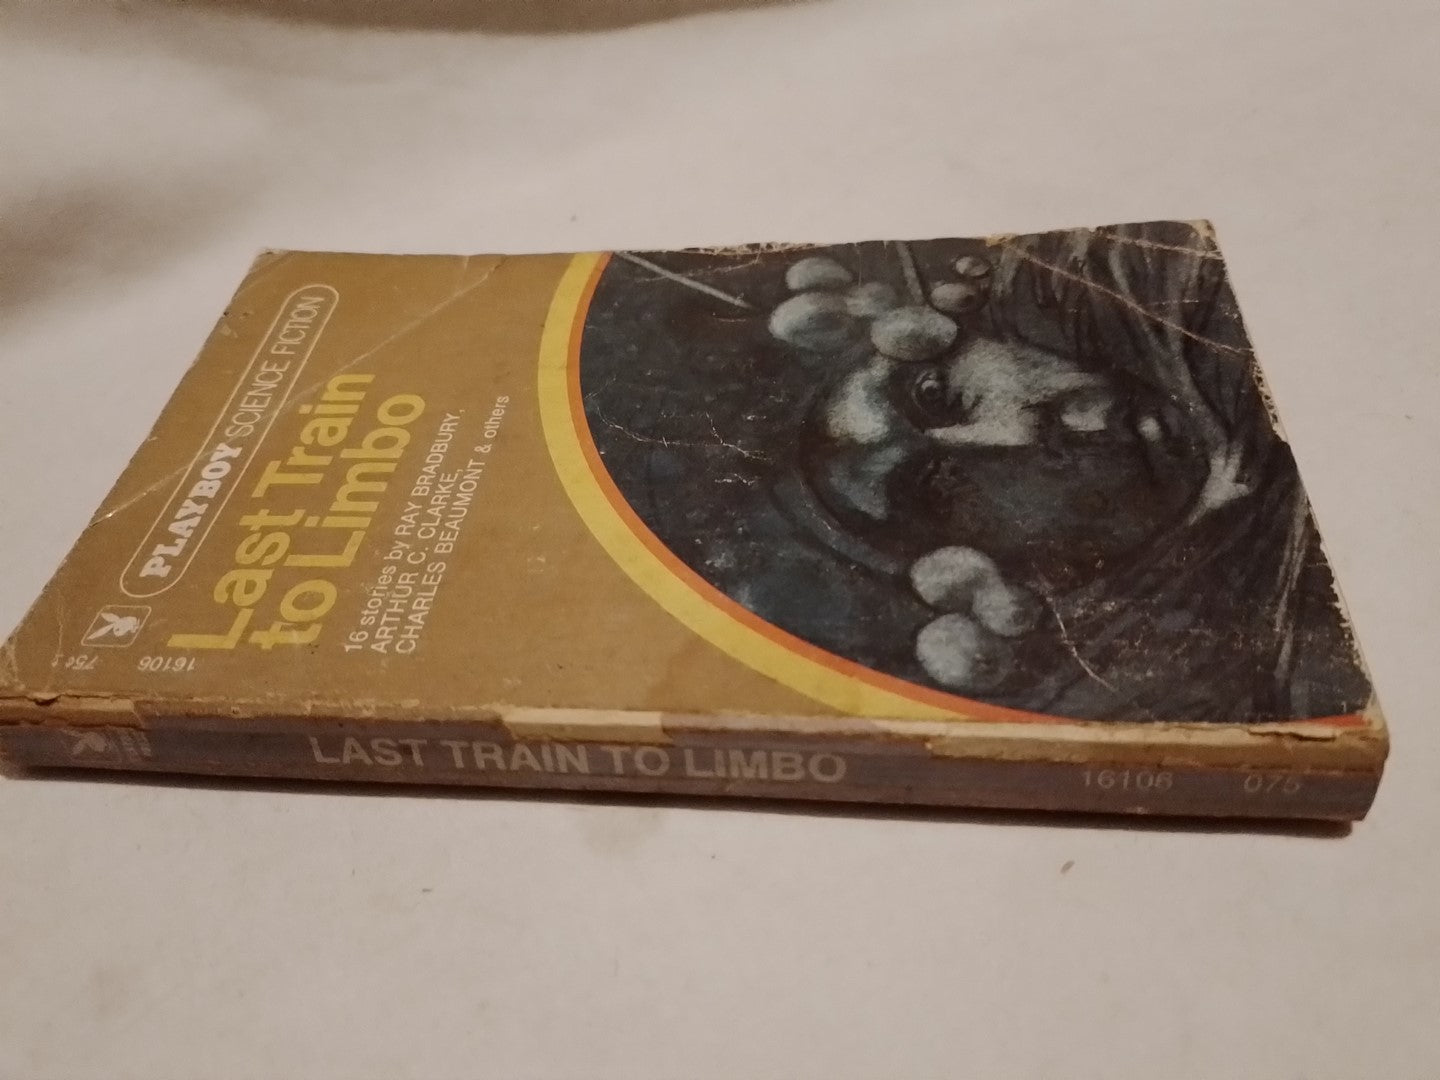 PLAYBOY SCIENCE FICTION
Last Train
to Limbo
16 stories by RAY BRADBURY,
ARTHUR C. CLARKE,
CHARLES BEAUMONT & others
16106
75¢
LAST TRAIN TO LIMBO
16106
075